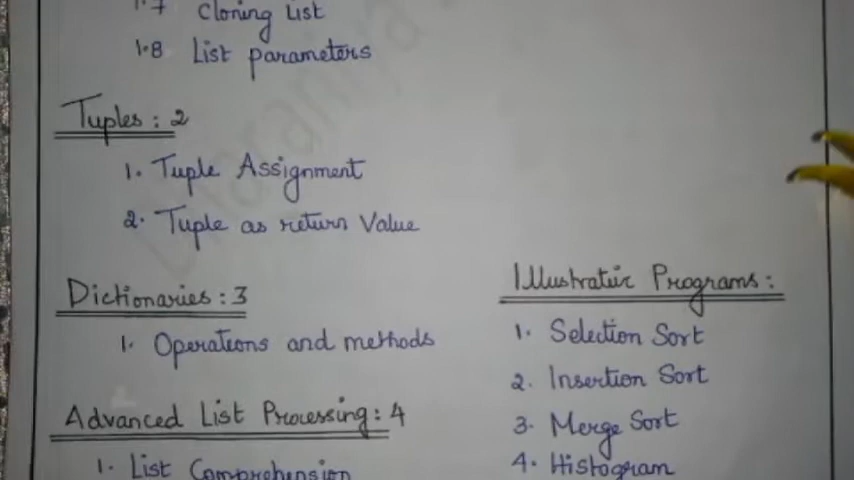 1.7 Cloning List
1.8 List parameters
Tuples : 2
1. Tuple Assignment
2. Tuple as return Value
Dictionaries : 3
1. Operations and methods
Advanced List Processing : 4
1. List Comprehension
Illustrative Programs :
1. Selection Sort
2. Insertion Sort
3. Merge Sort
4. Histogram